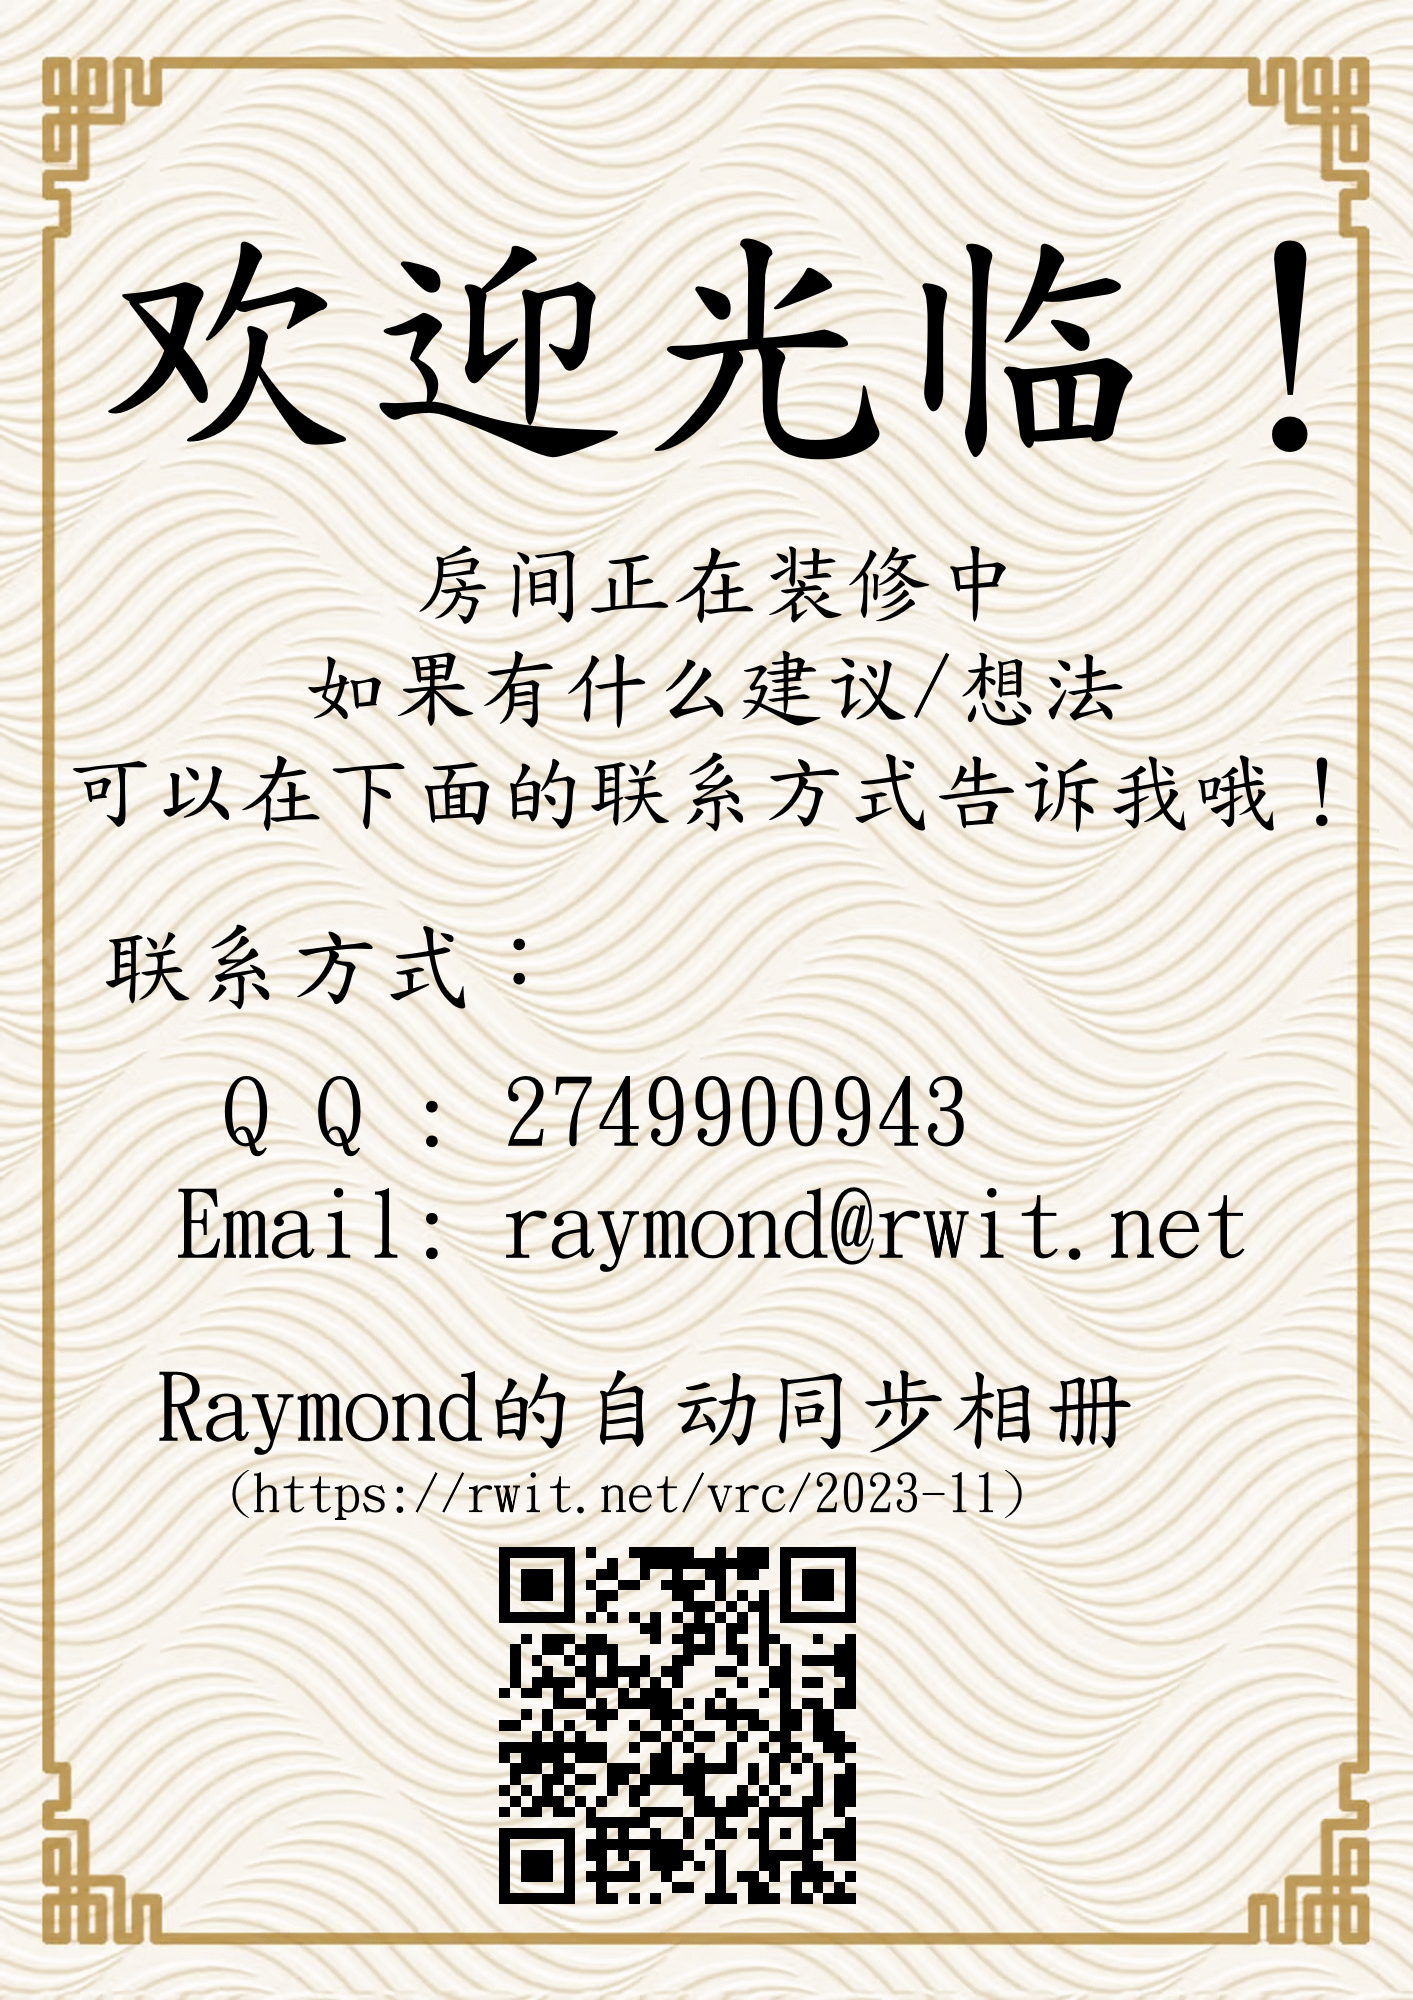 欢迎光临！
房间正在装修中
如果有什么建议/想法
可以在下面的联系方式告诉我哦！
联系方式：
Q Q : 2749900943
Email: raymond@rwit.net
Raymond的自动同步相册
(https://rwit.net/vrc/2023-11)